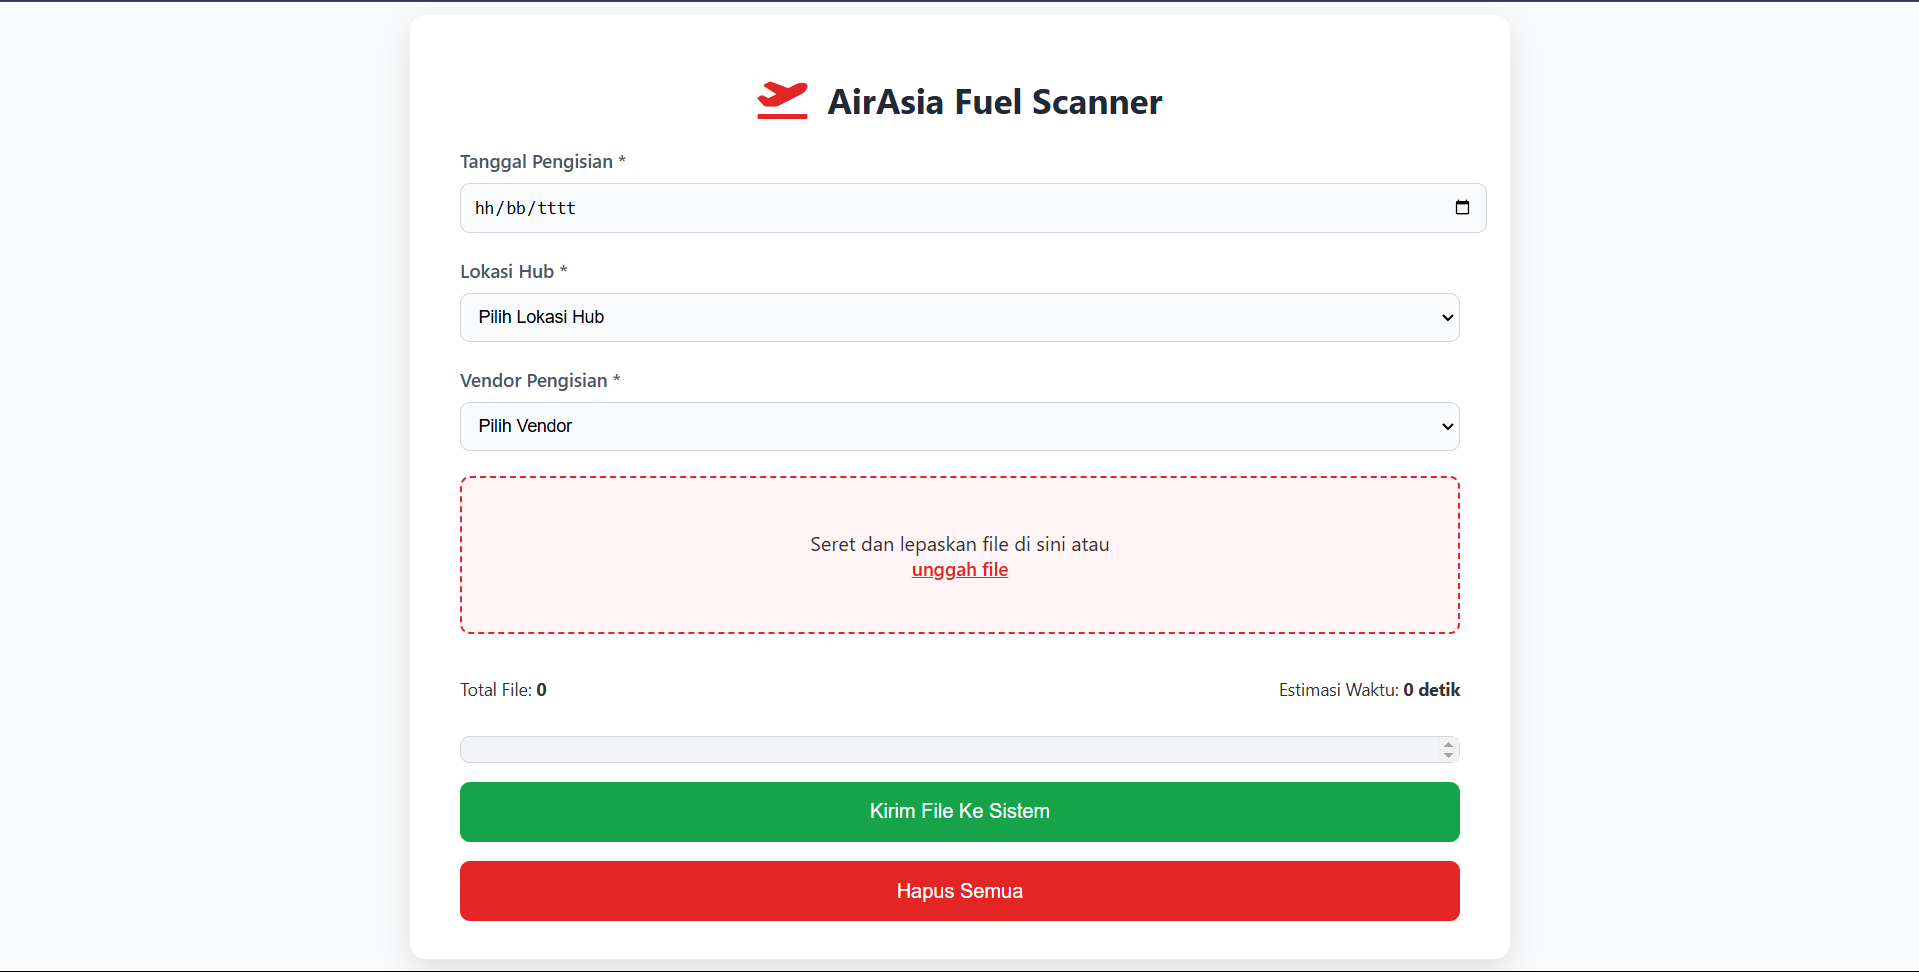 AirAsia Fuel Scanner
Tanggal Pengisian *
hh/bb/tttt
Lokasi Hub *
Pilih Lokasi Hub
Vendor Pengisian *
Pilih Vendor
Seret dan lepaskan file di sini atau
unggah file
Total File: 0
Estimasi Waktu: 0 detik
Kirim File Ke Sistem
Hapus Semua